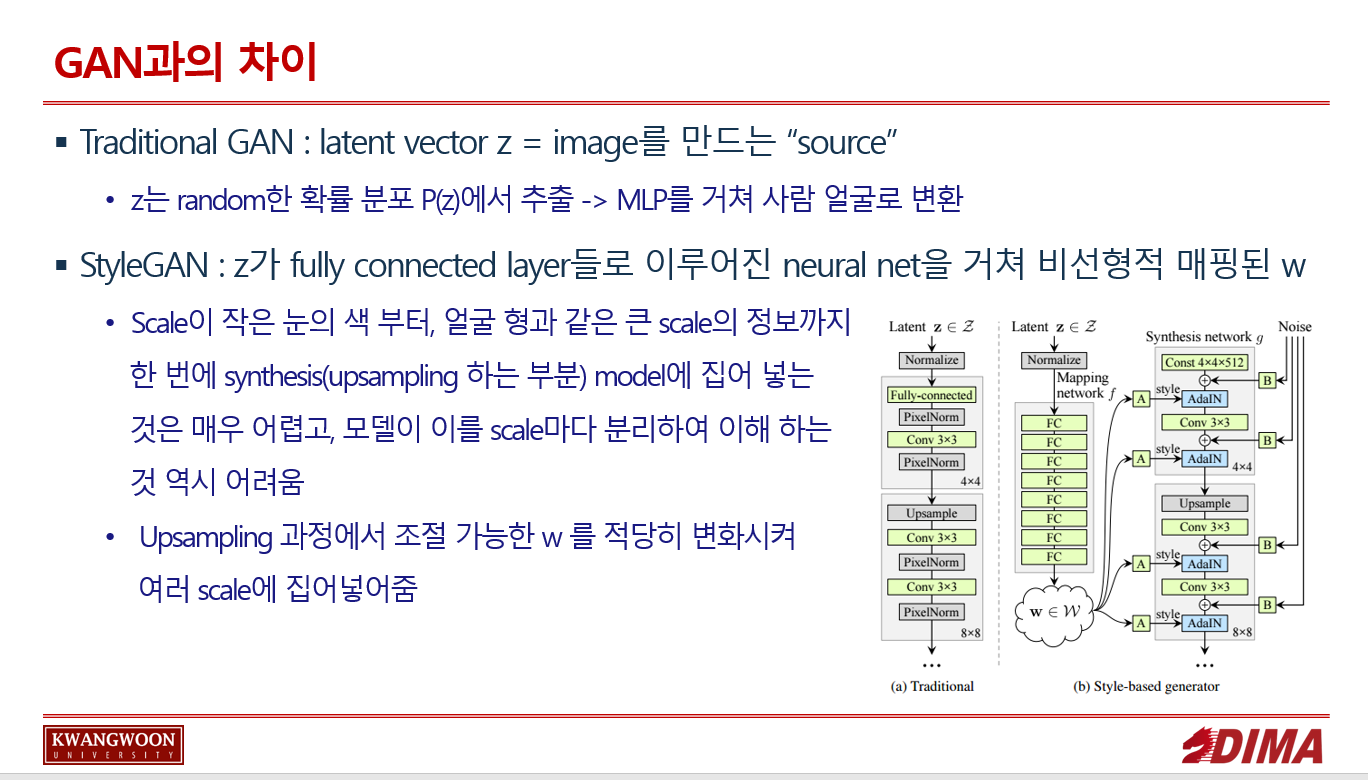 GAN과의 차이
▪ Traditional GAN : latent vector z = image를 만드는 “source”
• z는 random한 확률 분포 P(z)에서 추출 -> MLP를 거쳐 사람 얼굴로 변환
▪ StyleGAN : z가 fully connected layer들로 이루어진 neural net을 거쳐 비선형적 매핑된 w
• Scale이 작은 눈의 색 부터, 얼굴 형과 같은 큰 scale의 정보까지
한 번에 synthesis(upsampling 하는 부분) model에 집어 넣는
것은 매우 어렵고, 모델이 이를 scale마다 분리하여 이해 하는
것 역시 어려움
• Upsampling 과정에서 조절 가능한 w 를 적당히 변화시켜
여러 scale에 집어넣어줌
Latent z ∈ 𝒵
Normalize
Fully-connected
PixelNorm
Conv 3×3
PixelNorm
4×4
Upsample
Conv 3×3
PixelNorm
Conv 3×3
PixelNorm
8×8
...
(a) Traditional
Latent z ∈ 𝒵
Normalize
Mapping
network f
FC
FC
FC
FC
FC
FC
FC
FC
w ∈ 𝒲
Synthesis network g
Noise
Const 4×4×512
B
A
style
AdaIN
Conv 3×3
B
A
style
AdaIN
4×4
Upsample
Conv 3×3
B
A
style
AdaIN
Conv 3×3
B
A
style
AdaIN
8×8
...
(b) Style-based generator
KWANGWOON
UNIVERSITY
DIMA